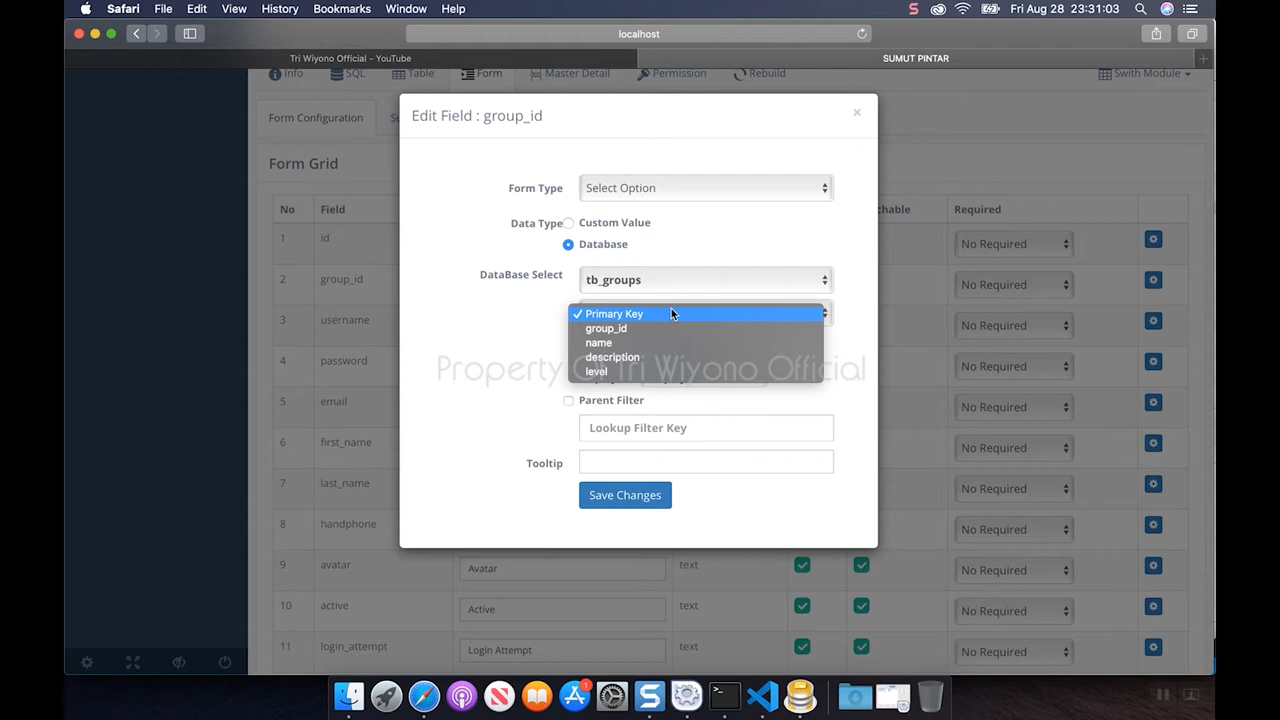 Safari File Edit View History Bookmarks Window Help
Fri Aug 28 23:31:03
localhost
Tri Wiyono Official - YouTube
SUMUT PINTAR
Info SQL Table Form Master Detail Permission Rebuild Swith Module
Form Configuration
Edit Field : group_id
×
Form Grid
Form Type Select Option
No Field chable Required
Data Type Custom Value
Database
1 id No Required
DataBase Select tb_groups
2 group_id No Required
Primary Key
group_id
3 username No Required
name
description
4 password No Required
level
Property Of Tri Wiyono Official
Parent Filter
5 email No Required
Lookup Filter Key
6 first_name No Required
Tooltip
7 last_name No Required
Save Changes
8 handphone No Required
9 avatar Avatar text No Required
10 active Active text No Required
11 login_attempt Login Attempt text No Required